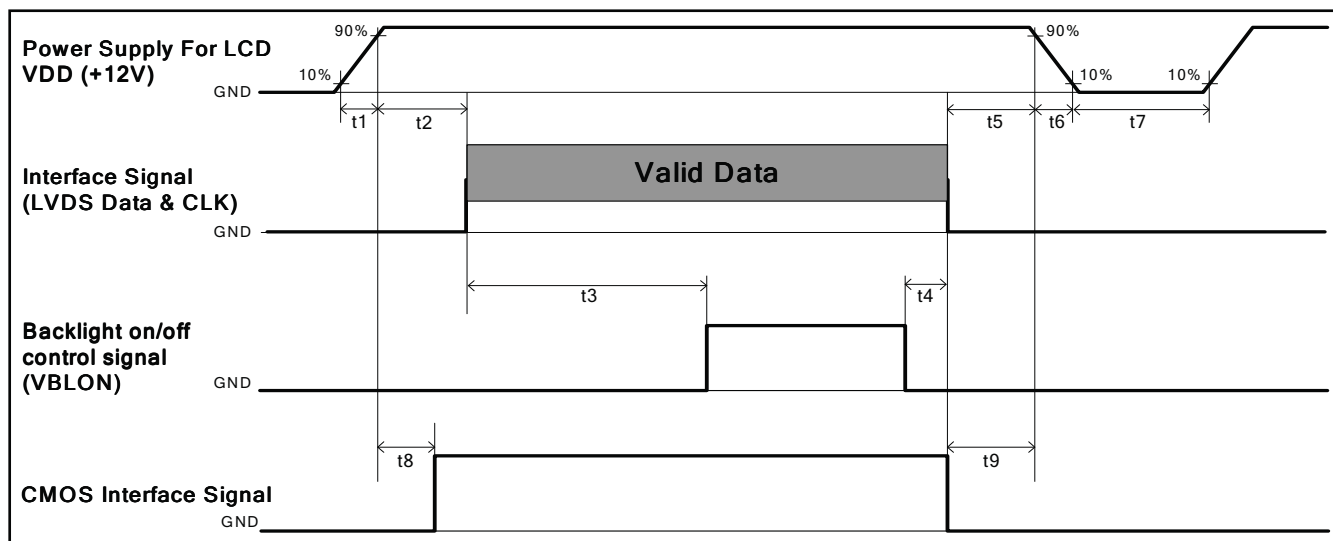 Power Supply For LCD
VDD (+12V)
90%
10%
GND
90%
10%
10%
t1
t2
t5
t6
t7
Interface Signal
(LVDS Data & CLK)
Valid Data
GND
t3
t4
Backlight on/off
control signal
(VBLON)
GND
t8
t9
CMOS Interface Signal
GND